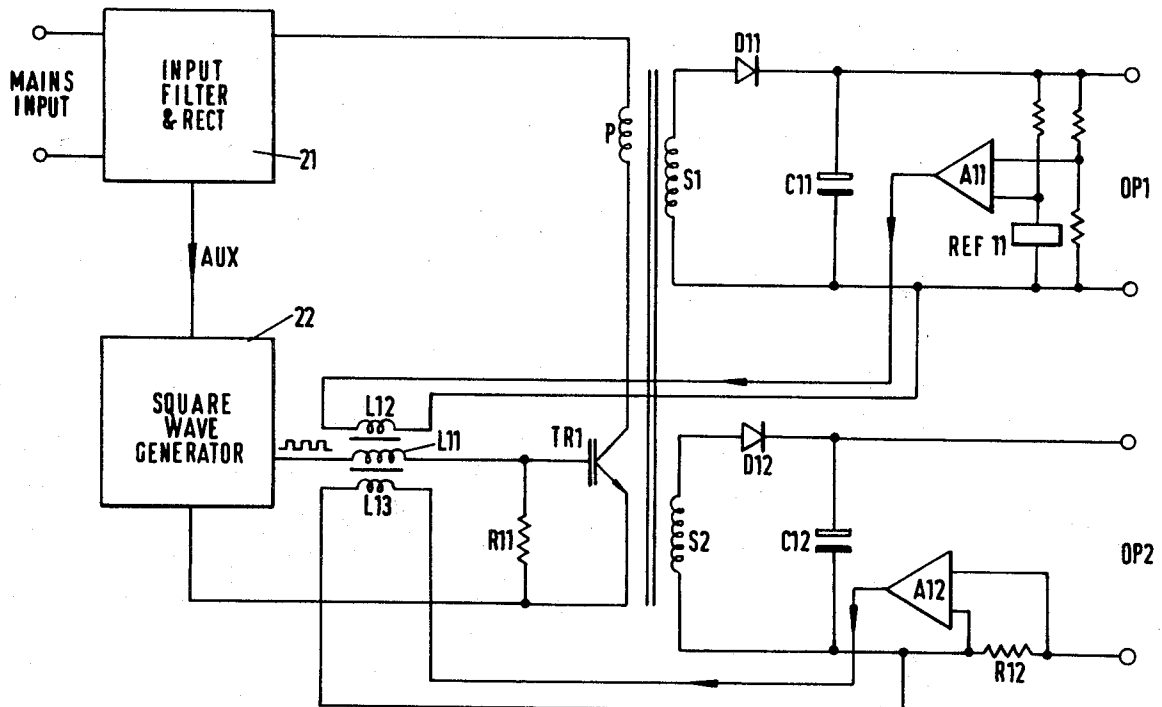 MAINS
INPUT
INPUT
FILTER
& RECT
21
AUX
22
SQUARE
WAVE
GENERATOR
L12
L11
L13
R11
TR1
P
S1
D11
C11
A11
REF 11
OP1
S2
D12
C12
A12
R12
OP2